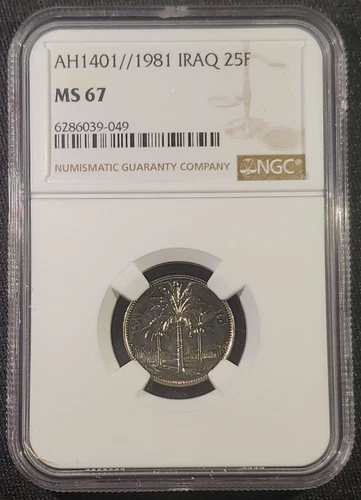 AH1401//1981 IRAQ 25F
MS 67
6286039-049
NUMISMATIC GUARANTY COMPANY
NGC